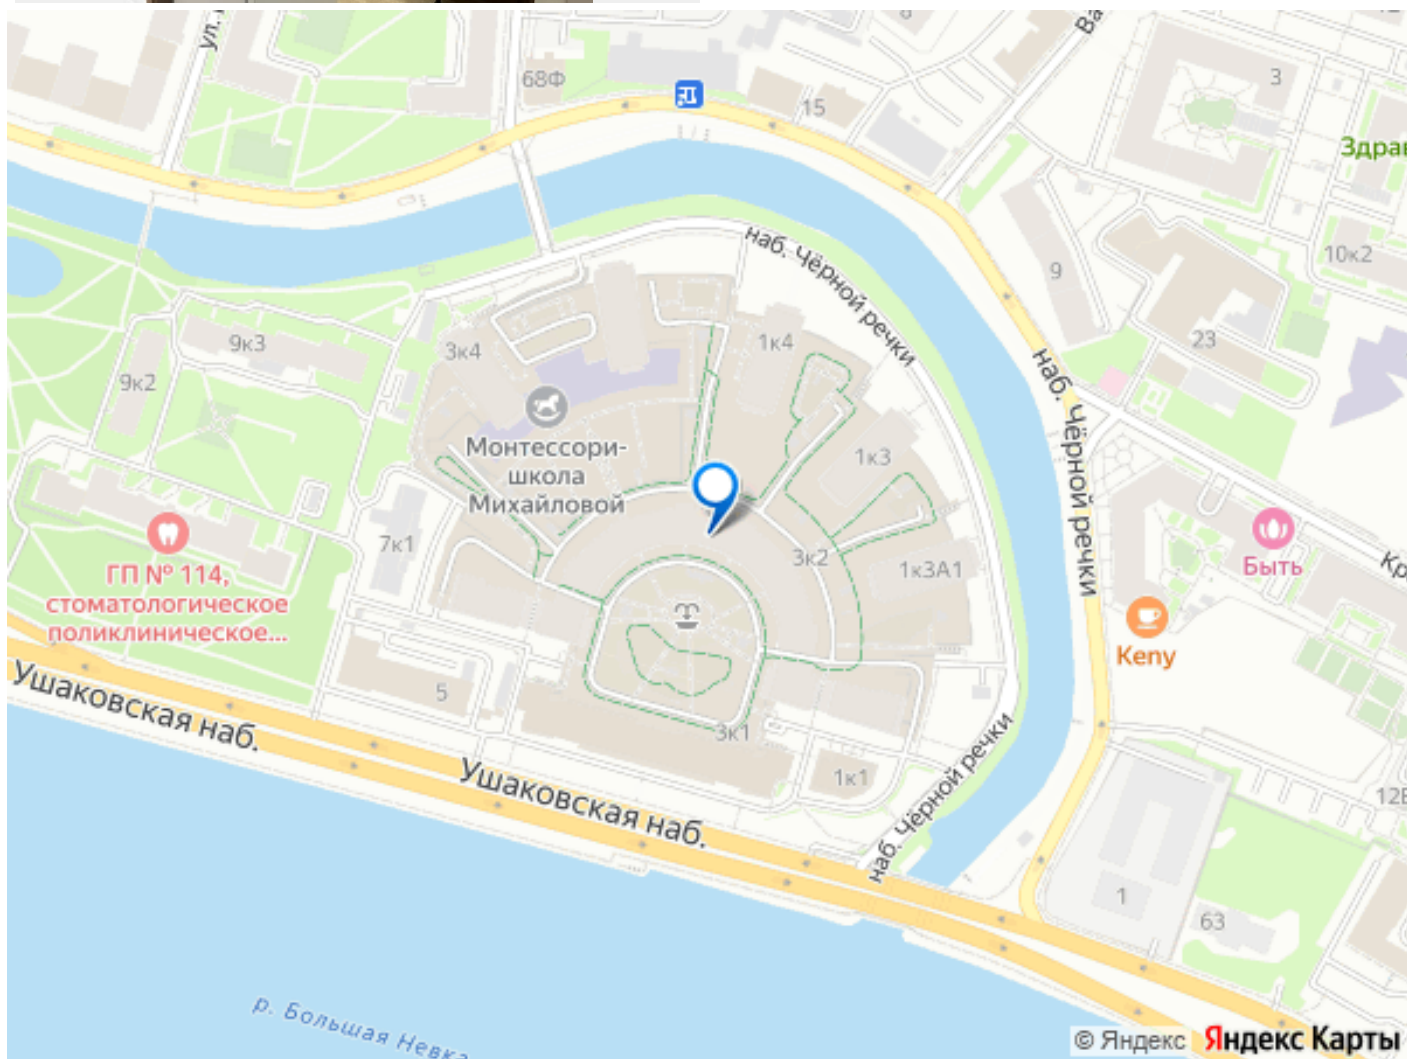 68Ф
15
3
Здрав
10к2
наб. Чёрной речки
9
9к3
3к4
1к4
23
9к2
наб. Чёрной речки
Монтессори-
школа
Михайловой
1к3
7к1
3к2
1к3А1
Быть
Кр
ГП № 114,
стоматологическое
поликлиническое...
Keny
5
Ушаковская наб.
3к1
1к1
наб. Чёрной речки
12Е
Ушаковская наб.
1
63
р. Большая Невка
© Яндекс Яндекс Карты